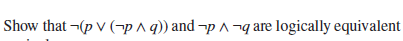 Show that ¬(p ∨ (¬p ∧ q)) and ¬p ∧ ¬q are logically equivalent